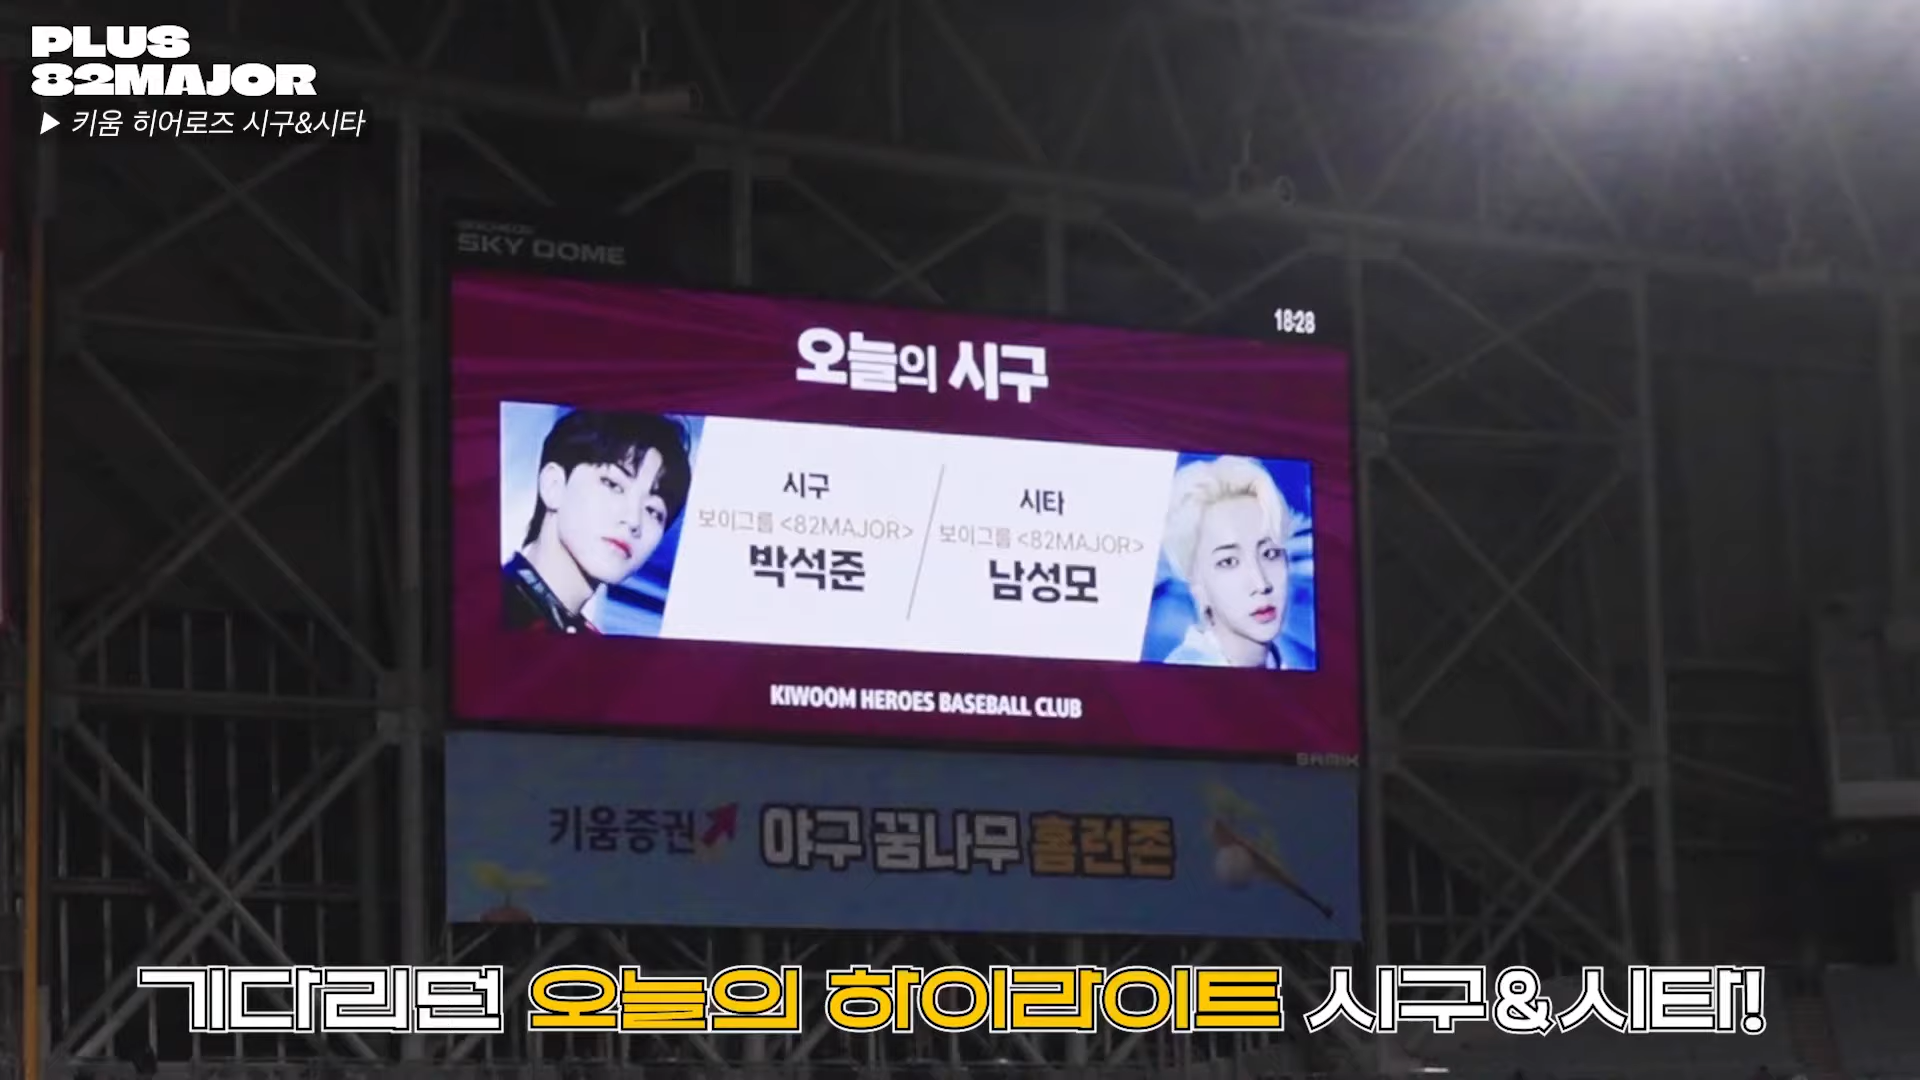 PLUS
82MAJOR
▶ 키움 히어로즈 시구&시타
SKY DOME
18:28
오늘의 시구
시구
보이그룹 <82MAJOR>
박석준
시타
보이그룹 <82MAJOR>
남성모
KIWOOM HEROES BASEBALL CLUB
SAMIK
키움증권 야구 꿈나무 홈런존
기다리던 오늘의 하이라이트 시구&시타!